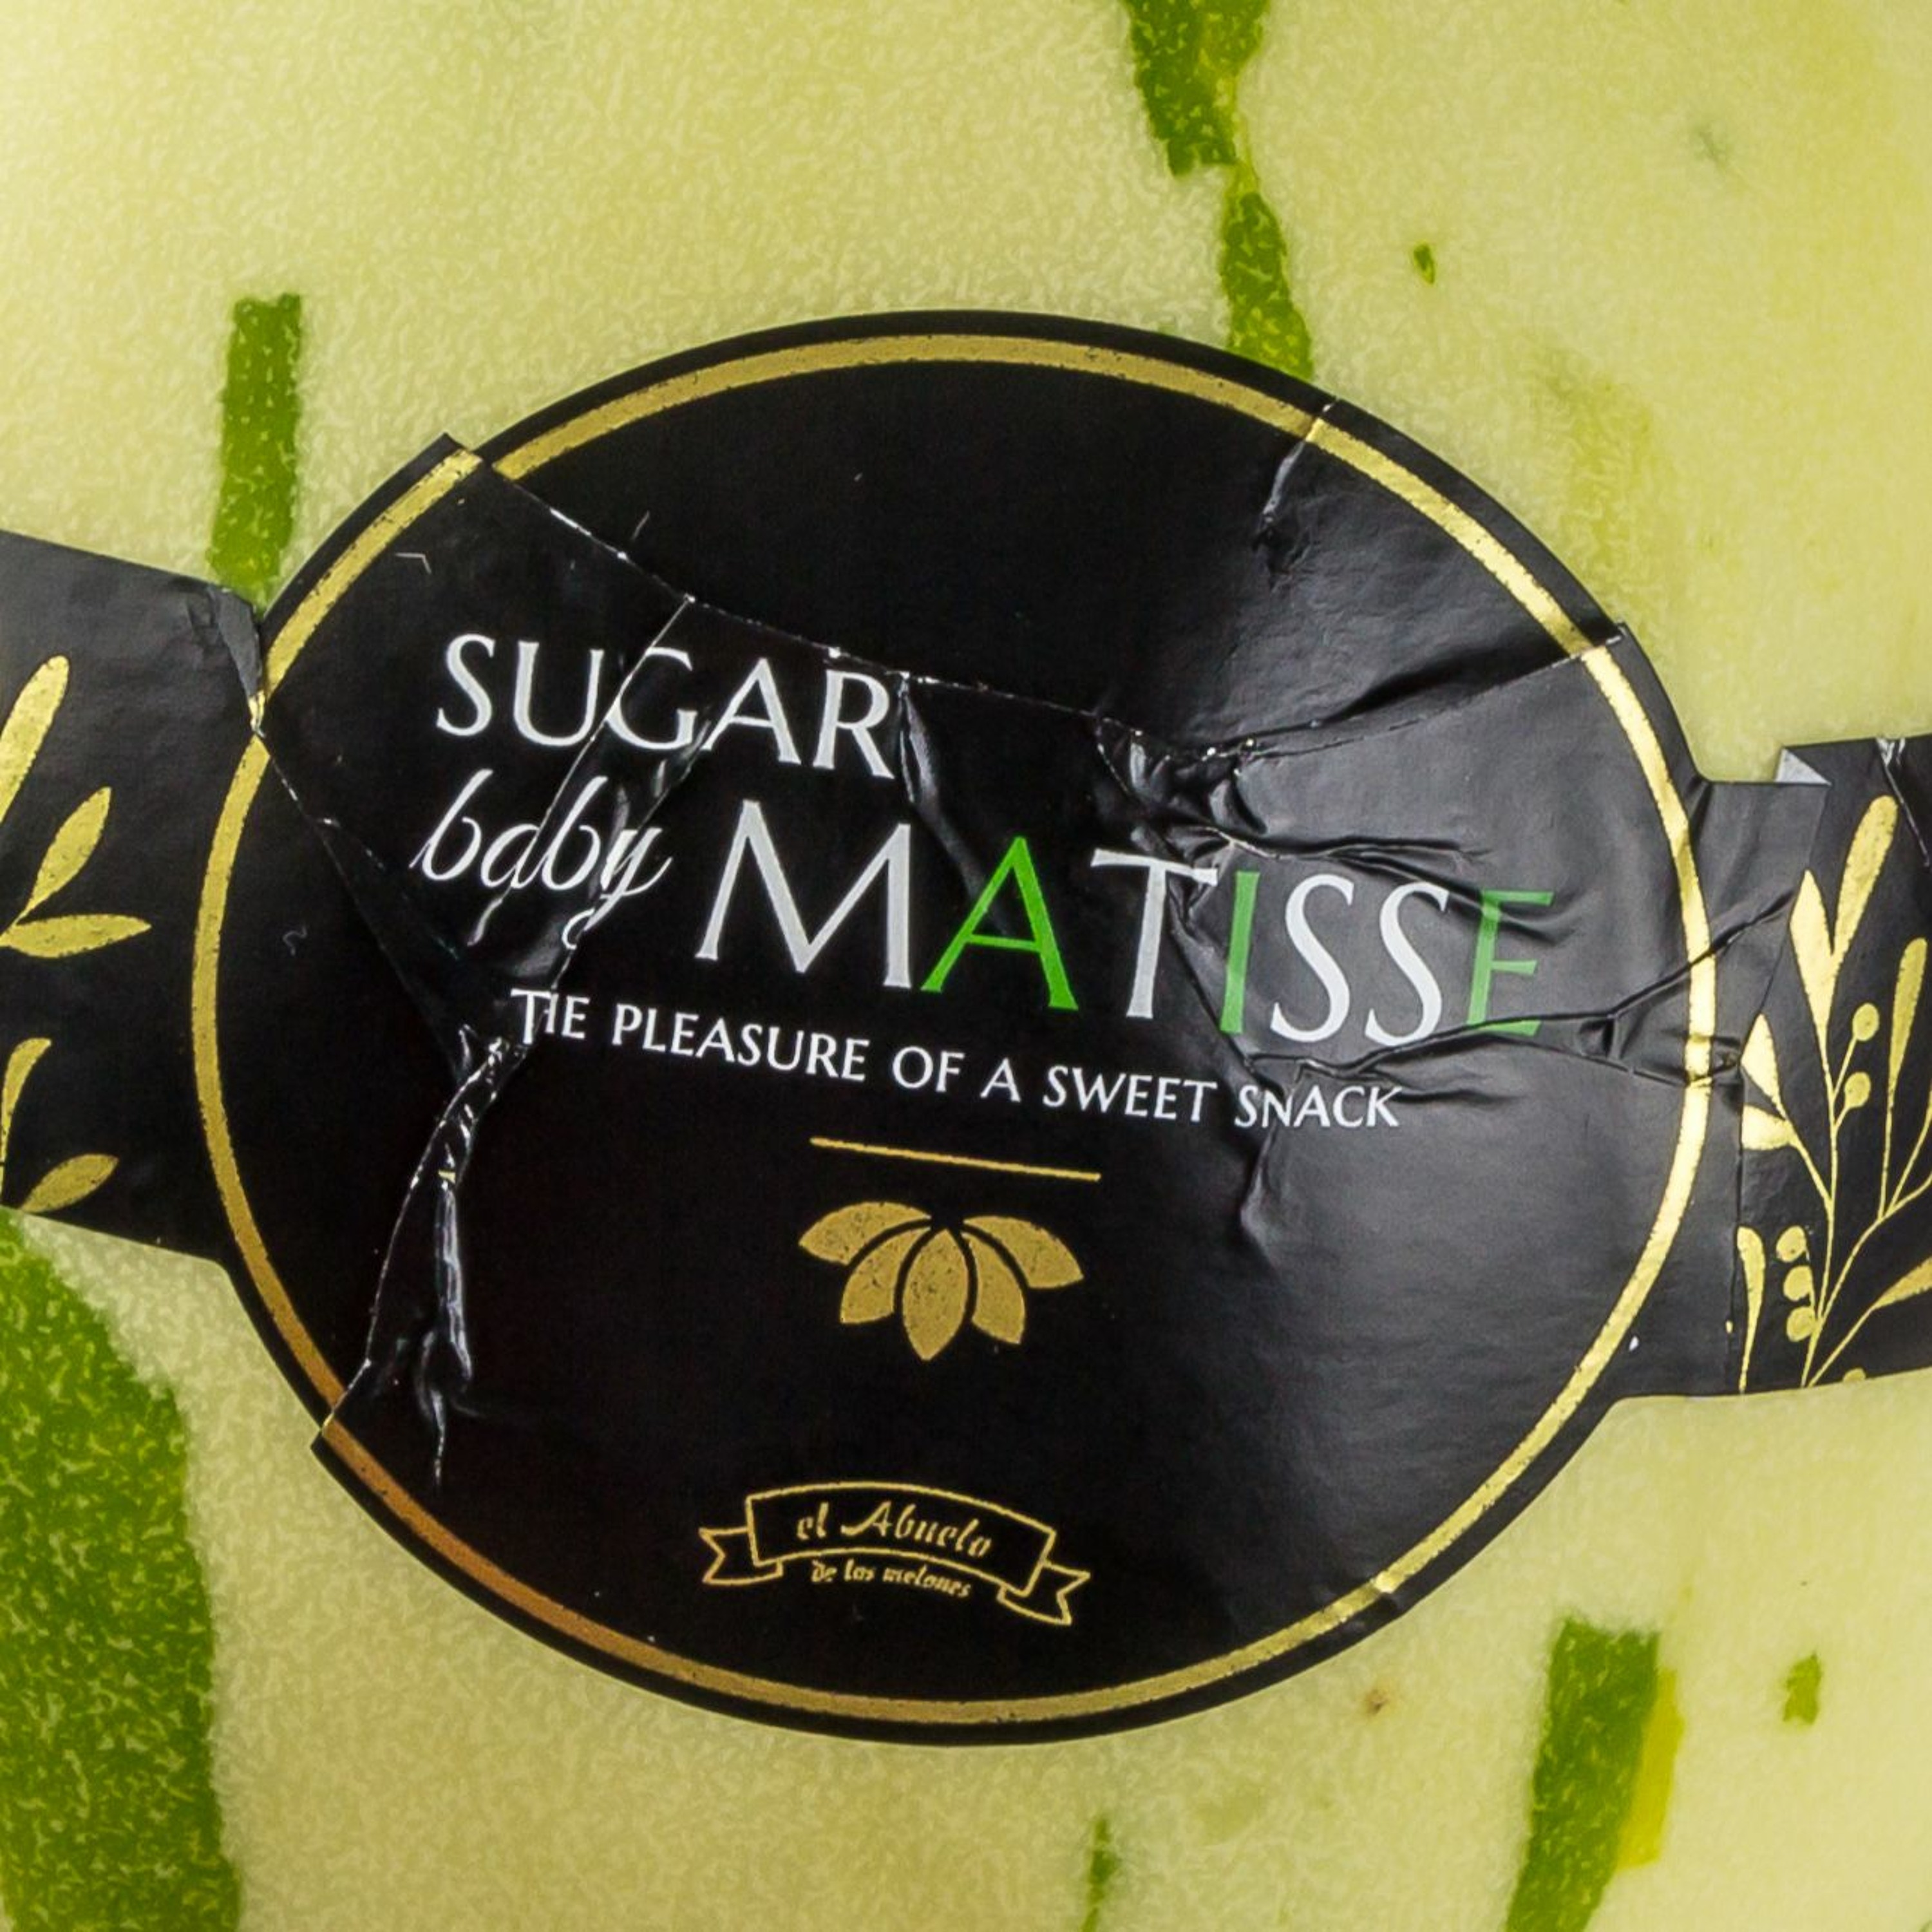 SUGAR
baby MATISSE
THE PLEASURE OF A SWEET SNACK
el Abuelo
de los melones